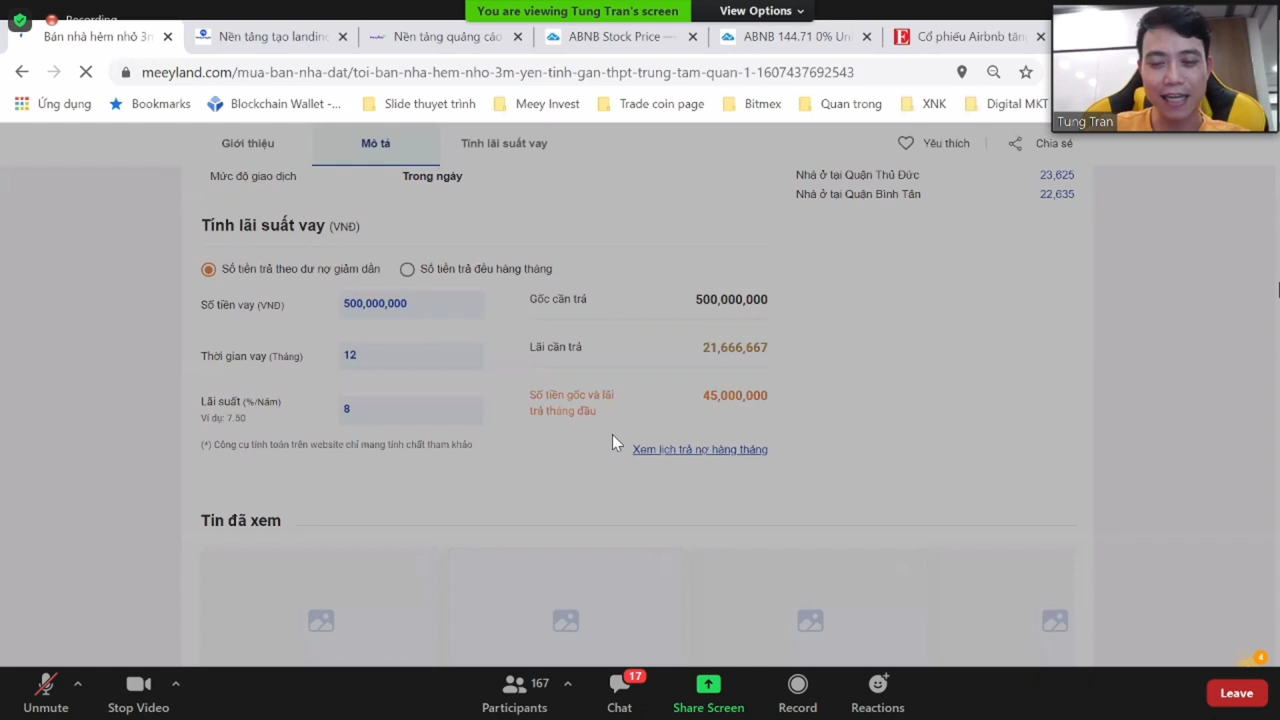 Recording
You are viewing Tung Tran's screen
View Options
Bán nhà hẻm nhỏ 3m
Nền tảng tạo landin
Nền tảng quảng cáo
ABNB Stock Price —
ABNB 144.71 0% Un
Cổ phiếu Airbnb tăng
meeyland.com/mua-ban-nha-dat/toi-ban-nha-hem-nho-3m-yen-tinh-gan-thpt-trung-tam-quan-1-1607437692543
Ứng dụng
Bookmarks
Blockchain Wallet -...
Slide thuyet tinh
Meey Invest
Trade coin page
Bitmex
Quan trong
XNK
Digital MKT
Tung Tran
Giới thiệu
Mô tả
Tính lãi suất vay
Yêu thích
Chia sẻ
Mức độ giao dịch
Trong ngày
Nhà ở tại Quận Thủ Đức
23,625
Nhà ở tại Quận Bình Tân
22,635
Tính lãi suất vay (VNĐ)
Số tiền trả theo dư nợ giảm dần
Số tiền trả đều hàng tháng
Số tiền vay (VNĐ)
500,000,000
Gốc cần trả
500,000,000
Thời gian vay (Tháng)
12
Lãi cần trả
21,666,667
Lãi suất (%/Năm)
Ví dụ: 7.50
8
Số tiền gốc và lãi
trả tháng đầu
45,000,000
(*) Công cụ tính toán trên website chỉ mang tính chất tham khảo
Xem lịch trả nợ hàng tháng
Tin đã xem
4
Unmute
Stop Video
167
Participants
17
Chat
Share Screen
Record
Reactions
Leave